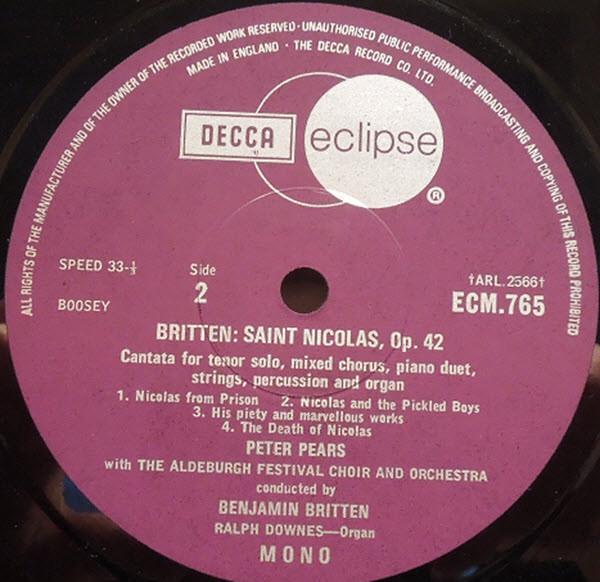 ALL RIGHTS OF THE MANUFACTURER AND OF THE OWNER OF THE RECORDED WORK RESERVED · UNAUTHORISED PUBLIC PERFORMANCE BROADCASTING AND COPYING OF THIS RECORD PROHIBITED
MADE IN ENGLAND · THE DECCA RECORD CO. LTD.
DECCA eclipse
®
SPEED 33-⅓
Side
2
†ARL.2566†
BOOSEY
ECM.765
BRITTEN: SAINT NICOLAS, Op. 42
Cantata for tenor solo, mixed chorus, piano duet,
strings, percussion and organ
1. Nicolas from Prison 2. Nicolas and the Pickled Boys
3. His piety and marvellous works
4. The Death of Nicolas
PETER PEARS
with THE ALDEBURGH FESTIVAL CHOIR AND ORCHESTRA
conducted by
BENJAMIN BRITTEN
RALPH DOWNES—Organ
MONO